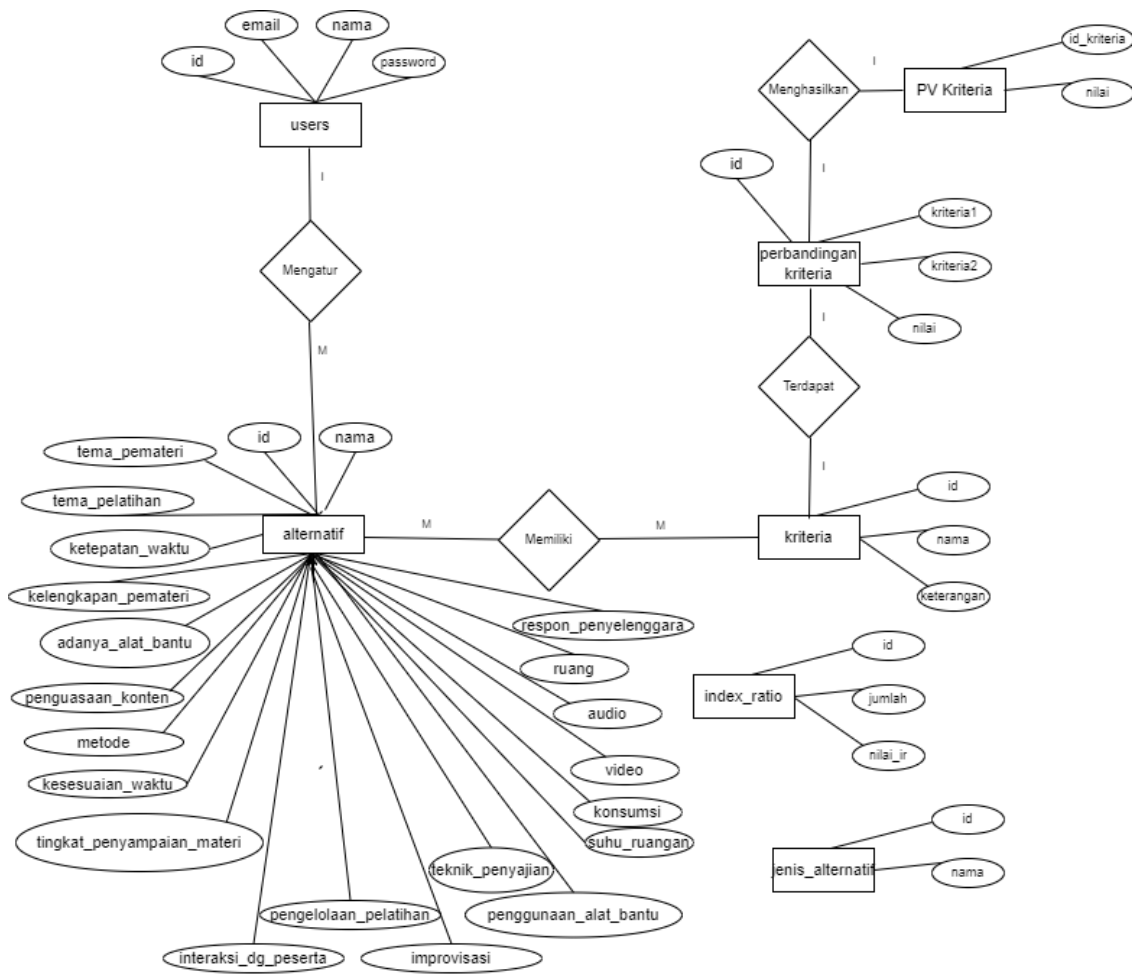 email
nama
id
password
users
I
Mengatur
M
id_kriteria
I
PV Kriteria
Menghasilkan
nilai
I
id
kriteria1
perbandingan
kriteria
kriteria2
nilai
I
Terdapat
I
id
nama
tema_pemateri
tema_pelatihan
alternatif
ketepatan_waktu
M
Memiliki
M
kriteria
id
nama
keterangan
kelengkapan_pemateri
adanya_alat_bantu
penguasaan_konten
metode
kesesuaian_waktu
tingkat_penyampaian_materi
interaksi_dg_peserta
pengelolaan_pelatihan
improvisasi
teknik_penyajian
penggunaan_alat_bantu
suhu_ruangan
konsumsi
video
audio
ruang
respon_penyelenggara
id
index_ratio
jumlah
nilai_ir
id
jenis_alternatif
nama